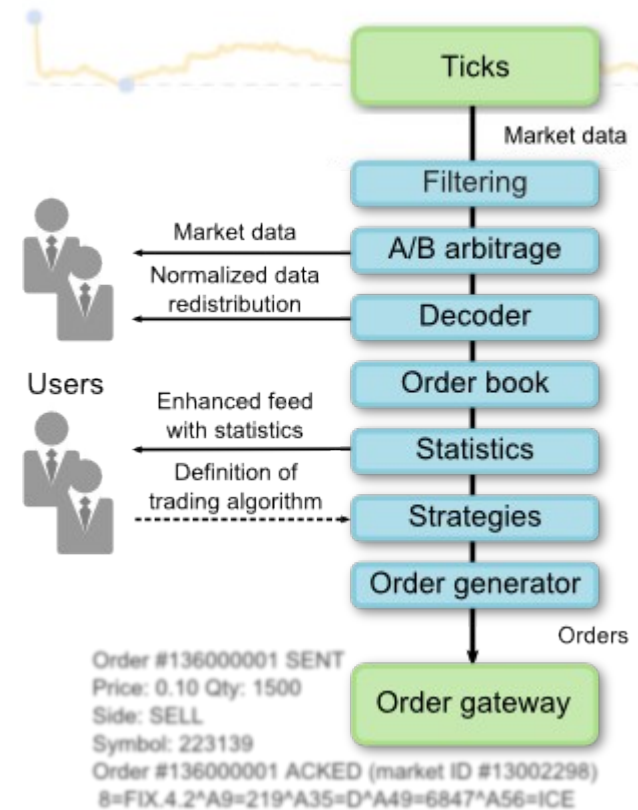 Ticks
Market data
Filtering
Market data
A/B arbitrage
Normalized data
redistribution
Decoder
Users
Order book
Enhanced feed
with statistics
Statistics
Definition of
trading algorithm
Strategies
Order generator
Orders
Order gateway
Order #136000001 SENT
Price: 0.10 Qty: 1500
Side: SELL
Symbol: 223139
Order #136000001 ACKED (market ID #13002298)
8=FIX.4.2^A9=219^A35=D^A49=6847^A56=ICE